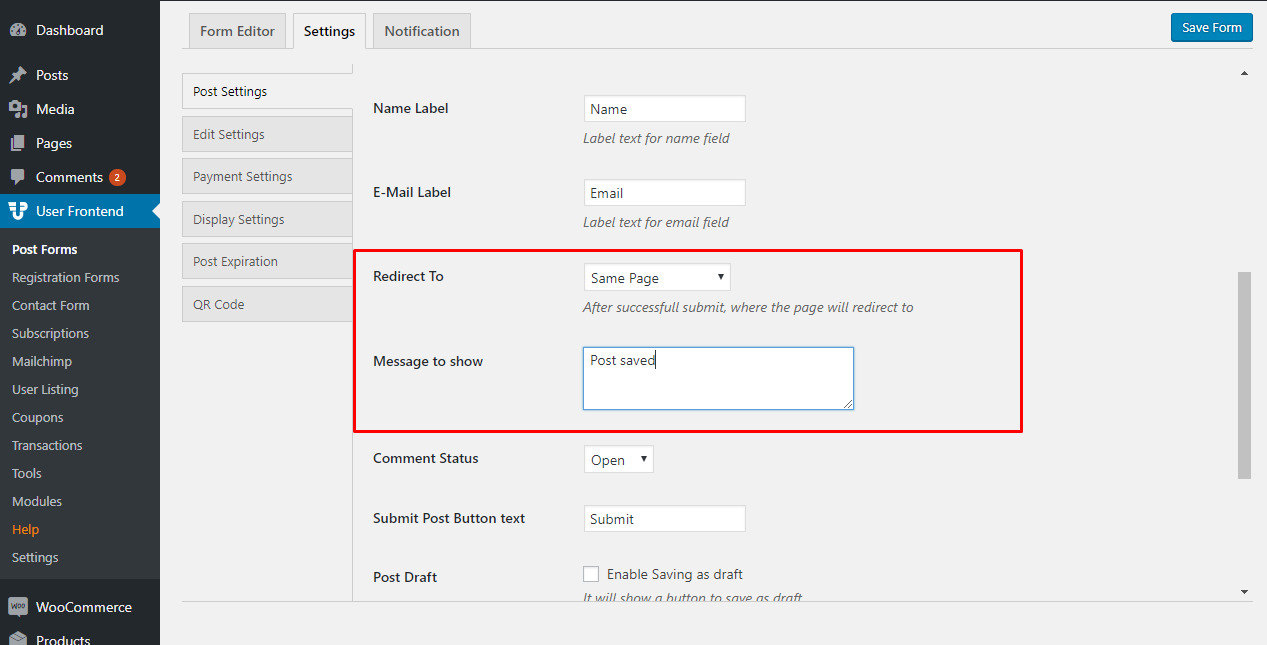 Dashboard
Posts
Media
Pages
Comments 2
User Frontend
Post Forms
Registration Forms
Contact Form
Subscriptions
Mailchimp
User Listing
Coupons
Transactions
Tools
Modules
Help
Settings
WooCommerce
Products
Form Editor
Settings
Notification
Save Form
Post Settings
Edit Settings
Payment Settings
Display Settings
Post Expiration
QR Code
Name Label
Name
Label text for name field
E-Mail Label
Email
Label text for email field
Redirect To
Same Page
After successfull submit, where the page will redirect to
Message to show
Post saved
Comment Status
Open
Submit Post Button text
Submit
Post Draft
Enable Saving as draft
It will show a button to save as draft